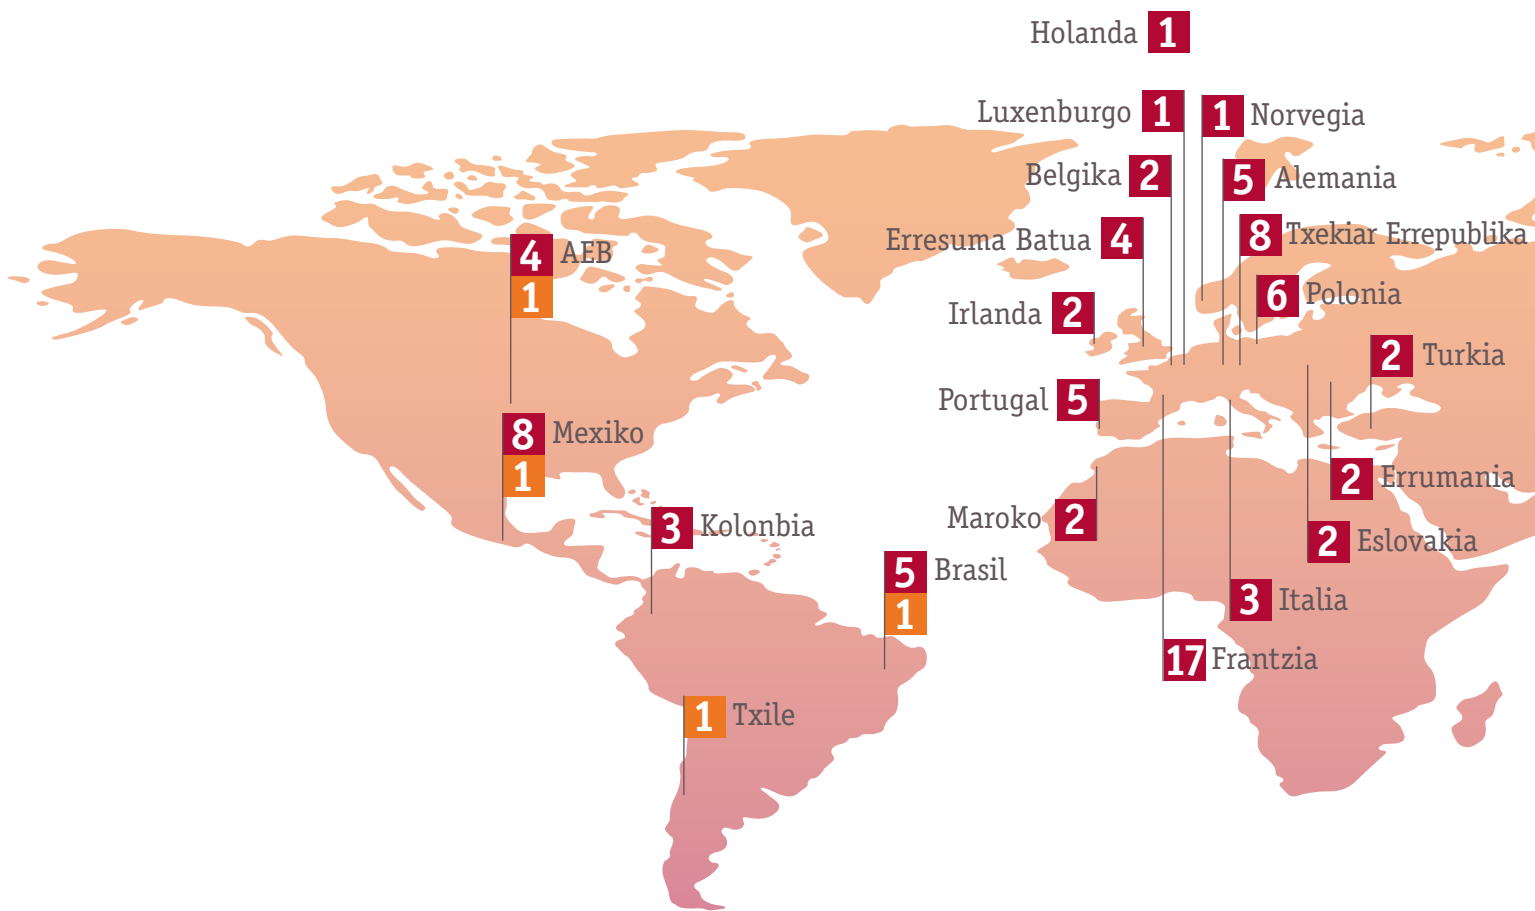 Holanda 1
Luxenburgo 1
1 Norvegia
Belgika 2
5 Alemania
Erresuma Batua 4
8 Txekiar Errepublika
4 AEB
1
6 Polonia
Irlanda 2
2 Turkia
Portugal 5
8 Mexiko
1
2 Errumania
Maroko 2
3 Kolonbia
2 Eslovakia
5 Brasil
1
3 Italia
17 Frantzia
1 Txile